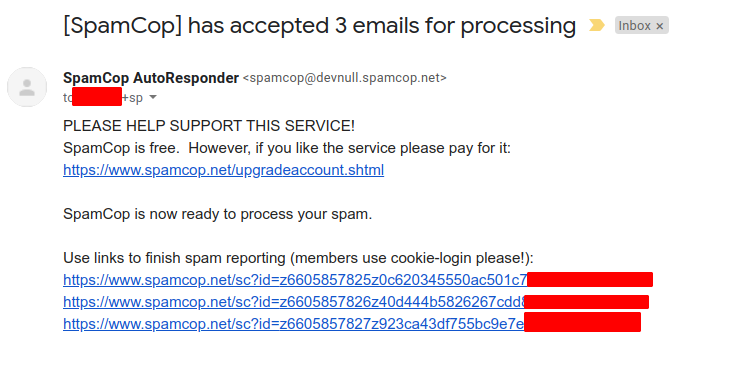 [SpamCop] has accepted 3 emails for processing
Inbox x
SpamCop AutoResponder <spamcop@devnull.spamcop.net>
to +sp
PLEASE HELP SUPPORT THIS SERVICE!
SpamCop is free. However, if you like the service please pay for it:
https://www.spamcop.net/upgradeaccount.shtml
SpamCop is now ready to process your spam.
Use links to finish spam reporting (members use cookie-login please!):
https://www.spamcop.net/sc?id=z6605857825z0c620345550ac501c7
https://www.spamcop.net/sc?id=z6605857826z40d444b5826267cdd
https://www.spamcop.net/sc?id=z6605857827z923ca43df755bc9e7e